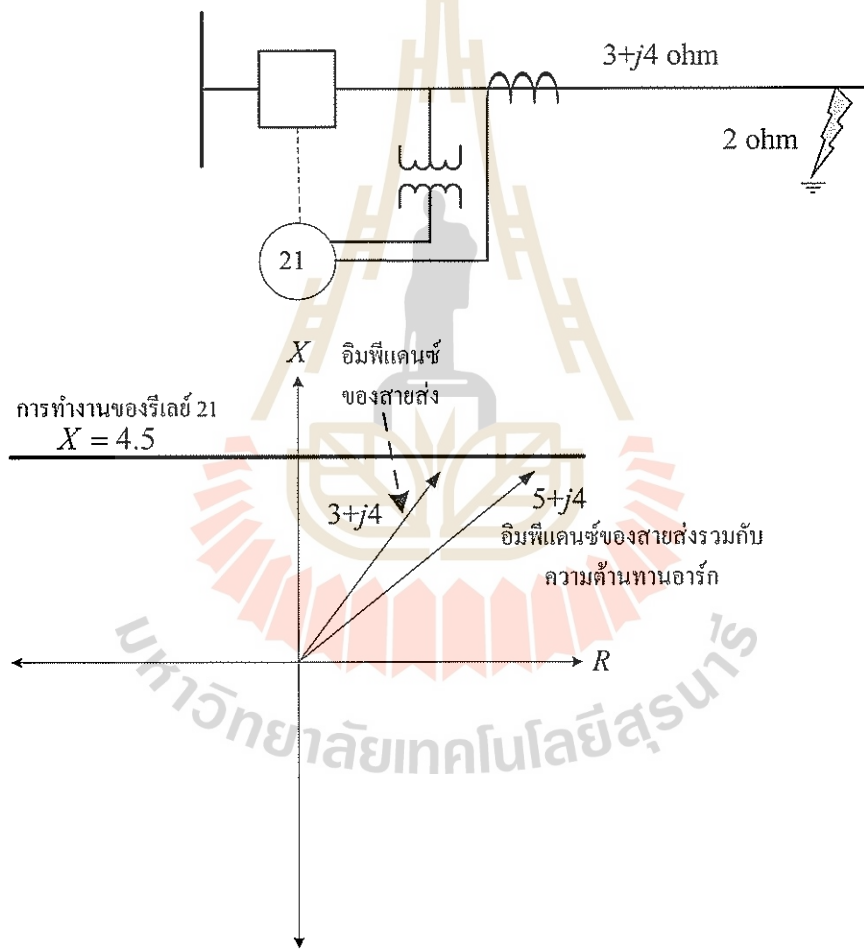 3+j4 ohm
2 ohm
21
X
อิมพีแดนซ์
ของสายส่ง
การทำงานของรีเลย์ 21
X = 4.5
3+j4
5+j4
อิมพีแดนซ์ของสายส่งรวมกับ
ความต้านทานอาร์ก
R
มหาวิทยาลัยเทคโนโลยีสุรนารี